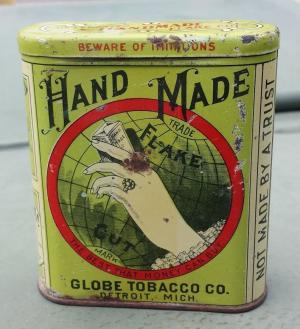 HANDMADE
BEWARE OF IMITATIONS
HAND MADE
TRADE
FLAKE
CUT
MARK
THE BEST THAT MONEY CAN BUY
GLOBE TOBACCO CO.
DETROIT, MICH.
NOT MADE BY A TRUST